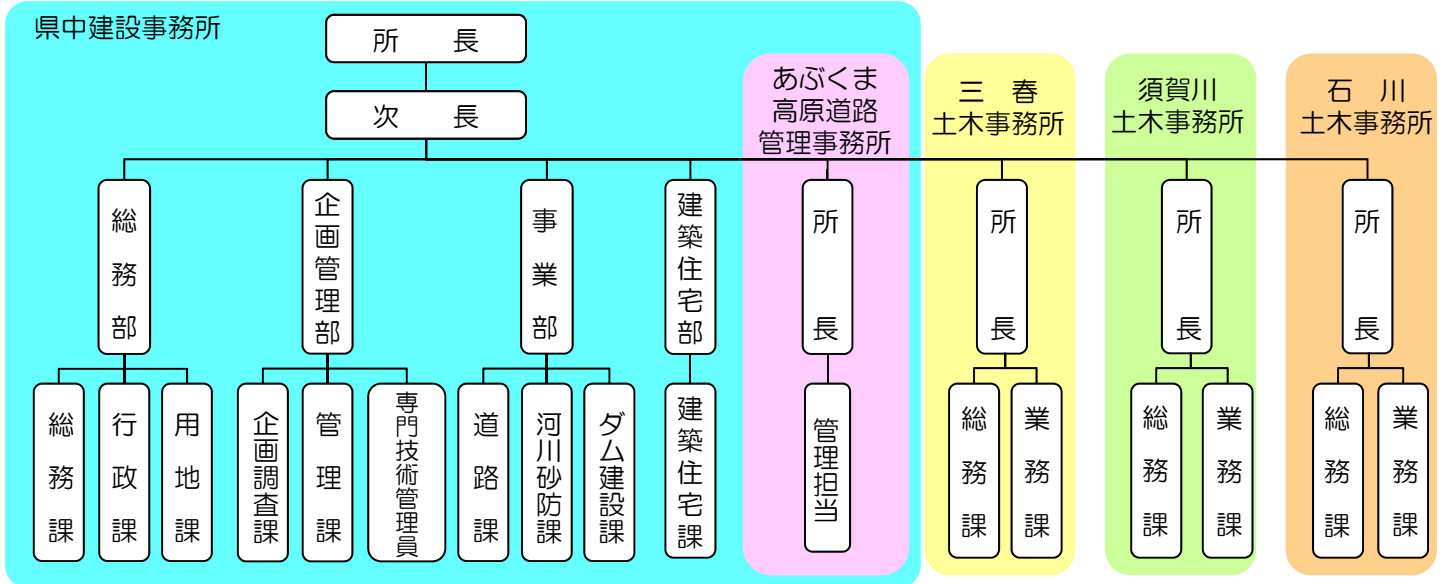 県中建設事務所
所　長
次　長
あぶくま
高原道路
管理事務所
三　春
土木事務所
須賀川
土木事務所
石　川
土木事務所
総務部
企画管理部
事業部
建築住宅部
所長
所長
所長
所長
総務課
行政課
用地課
企画調査課
管理課
専門技術管理員
道路課
河川砂防課
ダム建設課
建築住宅課
管理担当
総務課
業務課
総務課
業務課
総務課
業務課